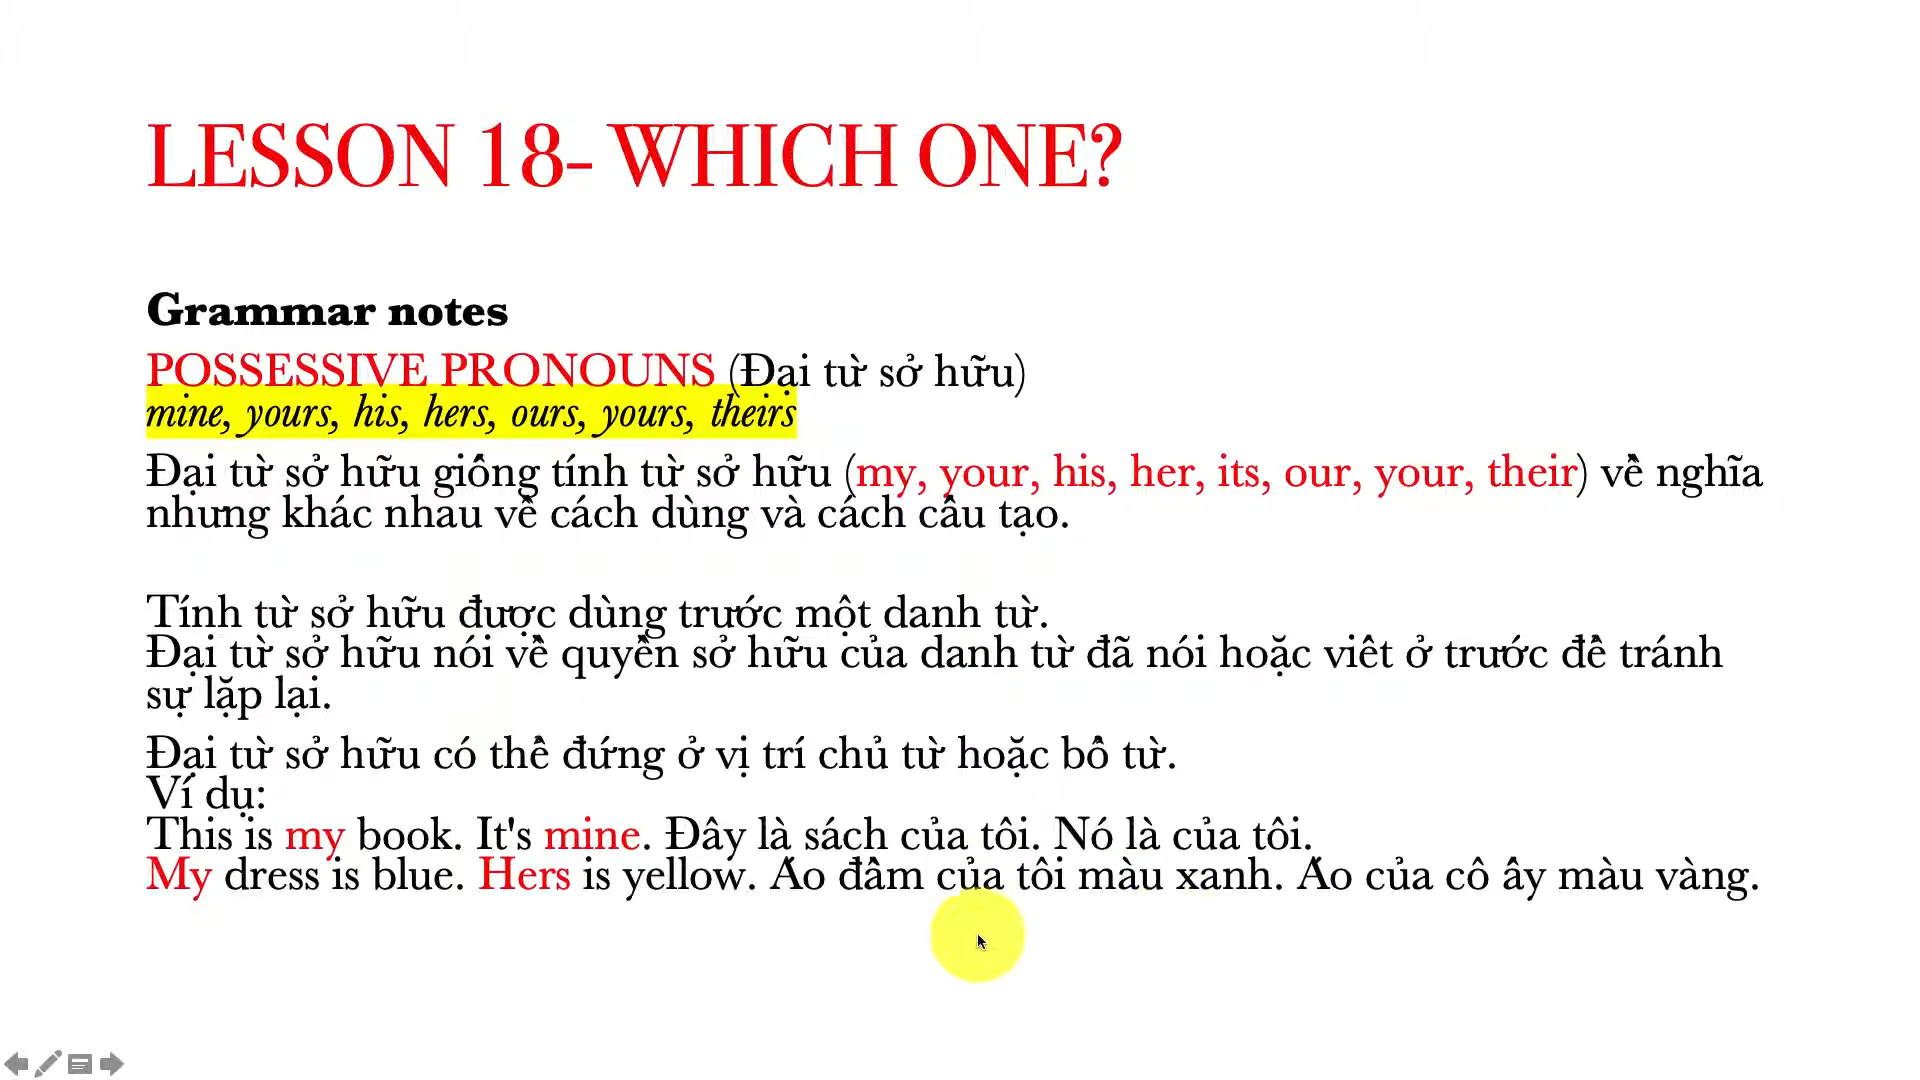 LESSON 18- WHICH ONE?
Grammar notes
POSSESSIVE PRONOUNS (Đại từ sở hữu)
mine, yours, his, hers, ours, yours, theirs
Đại từ sở hữu giống tính từ sở hữu (my, your, his, her, its, our, your, their) về nghĩa
nhưng khác nhau về cách dùng và cách cấu tạo.
Tính từ sở hữu được dùng trước một danh từ.
Đại từ sở hữu nói về quyền sở hữu của danh từ đã nói hoặc viết ở trước để tránh
sự lặp lại.
Đại từ sở hữu có thể đứng ở vị trí chủ từ hoặc bổ từ.
Ví dụ:
This is my book. It's mine. Đây là sách của tôi. Nó là của tôi.
My dress is blue. Hers is yellow. Áo đầm của tôi màu xanh. Áo của cô ấy màu vàng.